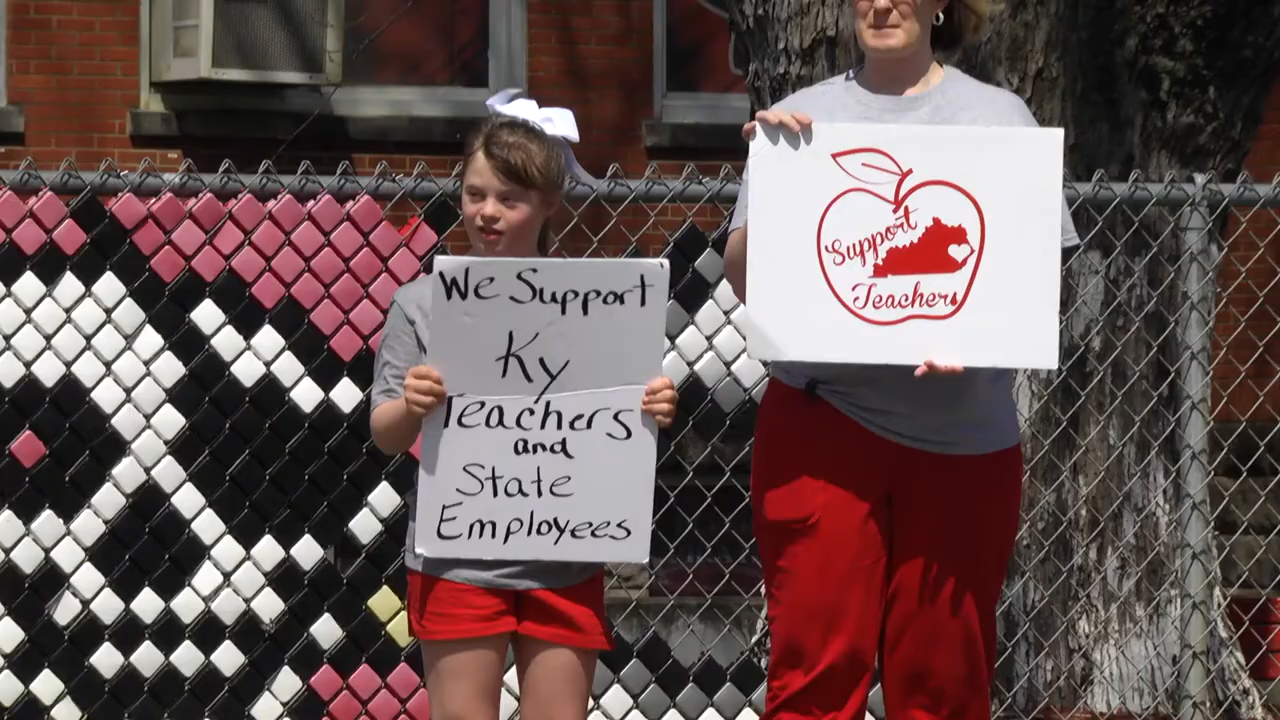 We Support
Ky
Teachers
and
State
Employees
Support
Teachers